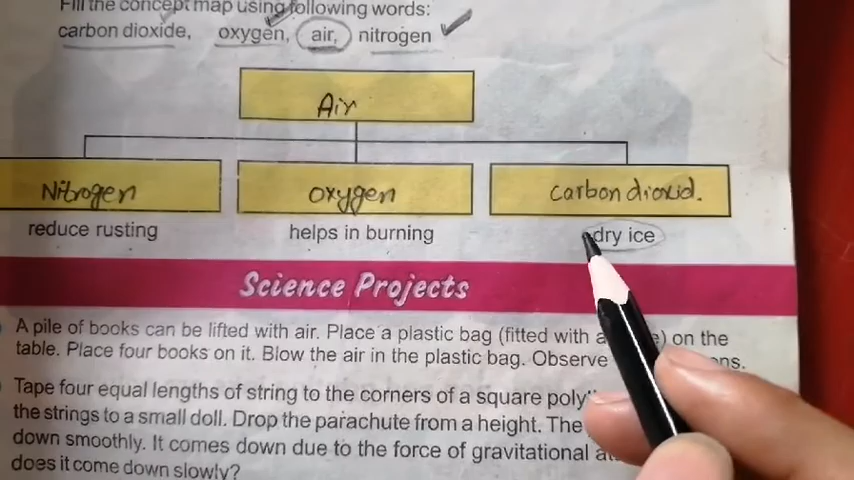 Fill the concept map using following words:
carbon dioxide, oxygen, air, nitrogen
Air
Nitrogen oxygen carbondioxid.
reduce rusting helps in burning dry ice
Science Projects
A pile of books can be lifted with air. Place a plastic bag (fitted with a e) on the
table. Place four books on it. Blow the air in the plastic bag. Observe ons.
Tape four equal lengths of string to the corners of a square poly
the strings to a small doll. Drop the parachute from a height. The
down smoothly. It comes down due to the force of gravitational
does it come down slowly?